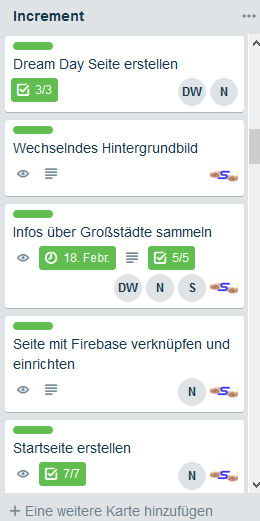 Increment
Dream Day Seite erstellen
3/3
DW N
Wechselndes Hintergrundbild
S
Infos über Großstädte sammeln
18. Febr. 5/5
DW N S S
Seite mit Firebase verknüpfen und
einrichten
N S
Startseite erstellen
7/7
N S
+ Eine weitere Karte hinzufügen